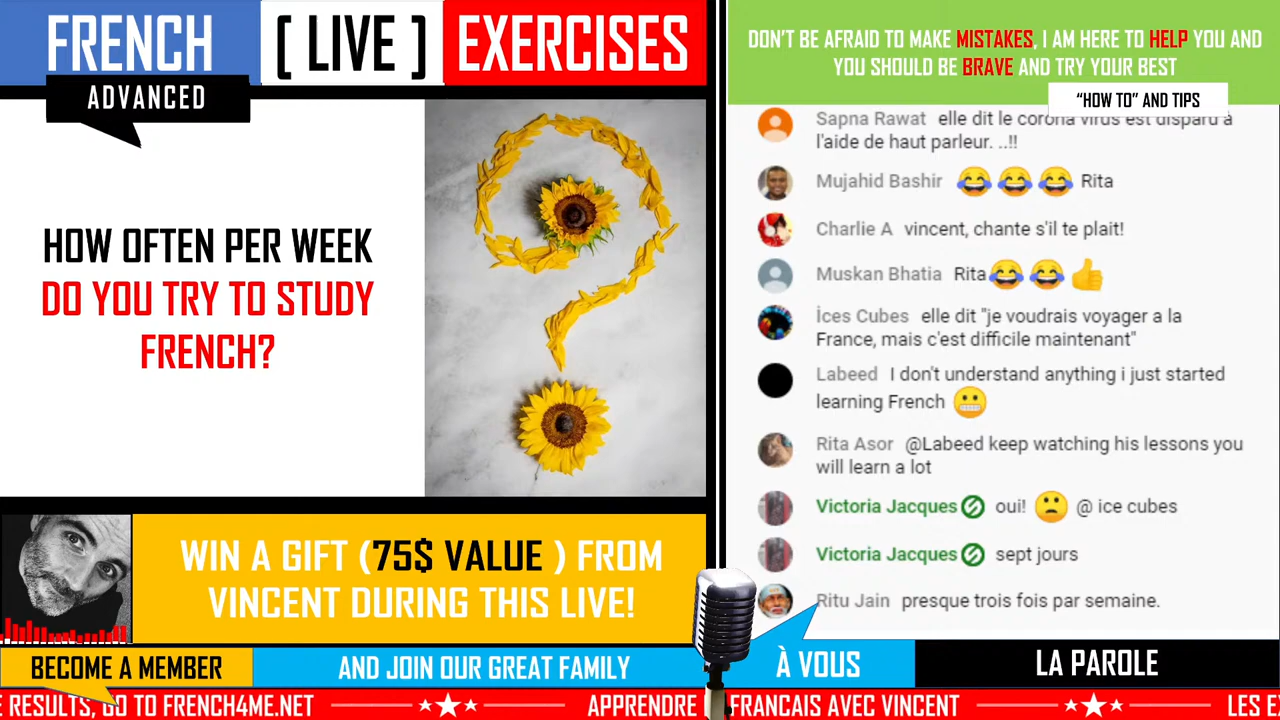 FRENCH
[ LIVE ]
EXERCISES
ADVANCED
HOW OFTEN PER WEEK
DO YOU TRY TO STUDY
FRENCH?
WIN A GIFT (75$ VALUE ) FROM
VINCENT DURING THIS LIVE!
BECOME A MEMBER
AND JOIN OUR GREAT FAMILY
DON'T BE AFRAID TO MAKE MISTAKES, I AM HERE TO HELP YOU AND
YOU SHOULD BE BRAVE AND TRY YOUR BEST
"HOW TO" AND TIPS
Sapna Rawat elle dit le corona virus est disparu a
l'aide de haut parleur. ..!!
Mujahid Bashir 😂😂😂 Rita
Charlie A vincent, chante s'il te plait!
Muskan Bhatia Rita😂😂👍
İces Cubes elle dit "je voudrais voyager a la
France, mais c'est difficile maintenant"
Labeed I don't understand anything i just started
learning French 😬
Rita Asor @Labeed keep watching his lessons you
will learn a lot
Victoria Jacques oui! 🙁 @ ice cubes
Victoria Jacques sept jours
Ritu Jain presque trois fois par semaine.
À VOUS
LA PAROLE
E RESULTS, GO TO FRENCH4ME.NET
APPRENDRE FRANCAIS AVEC VINCENT
LES EX